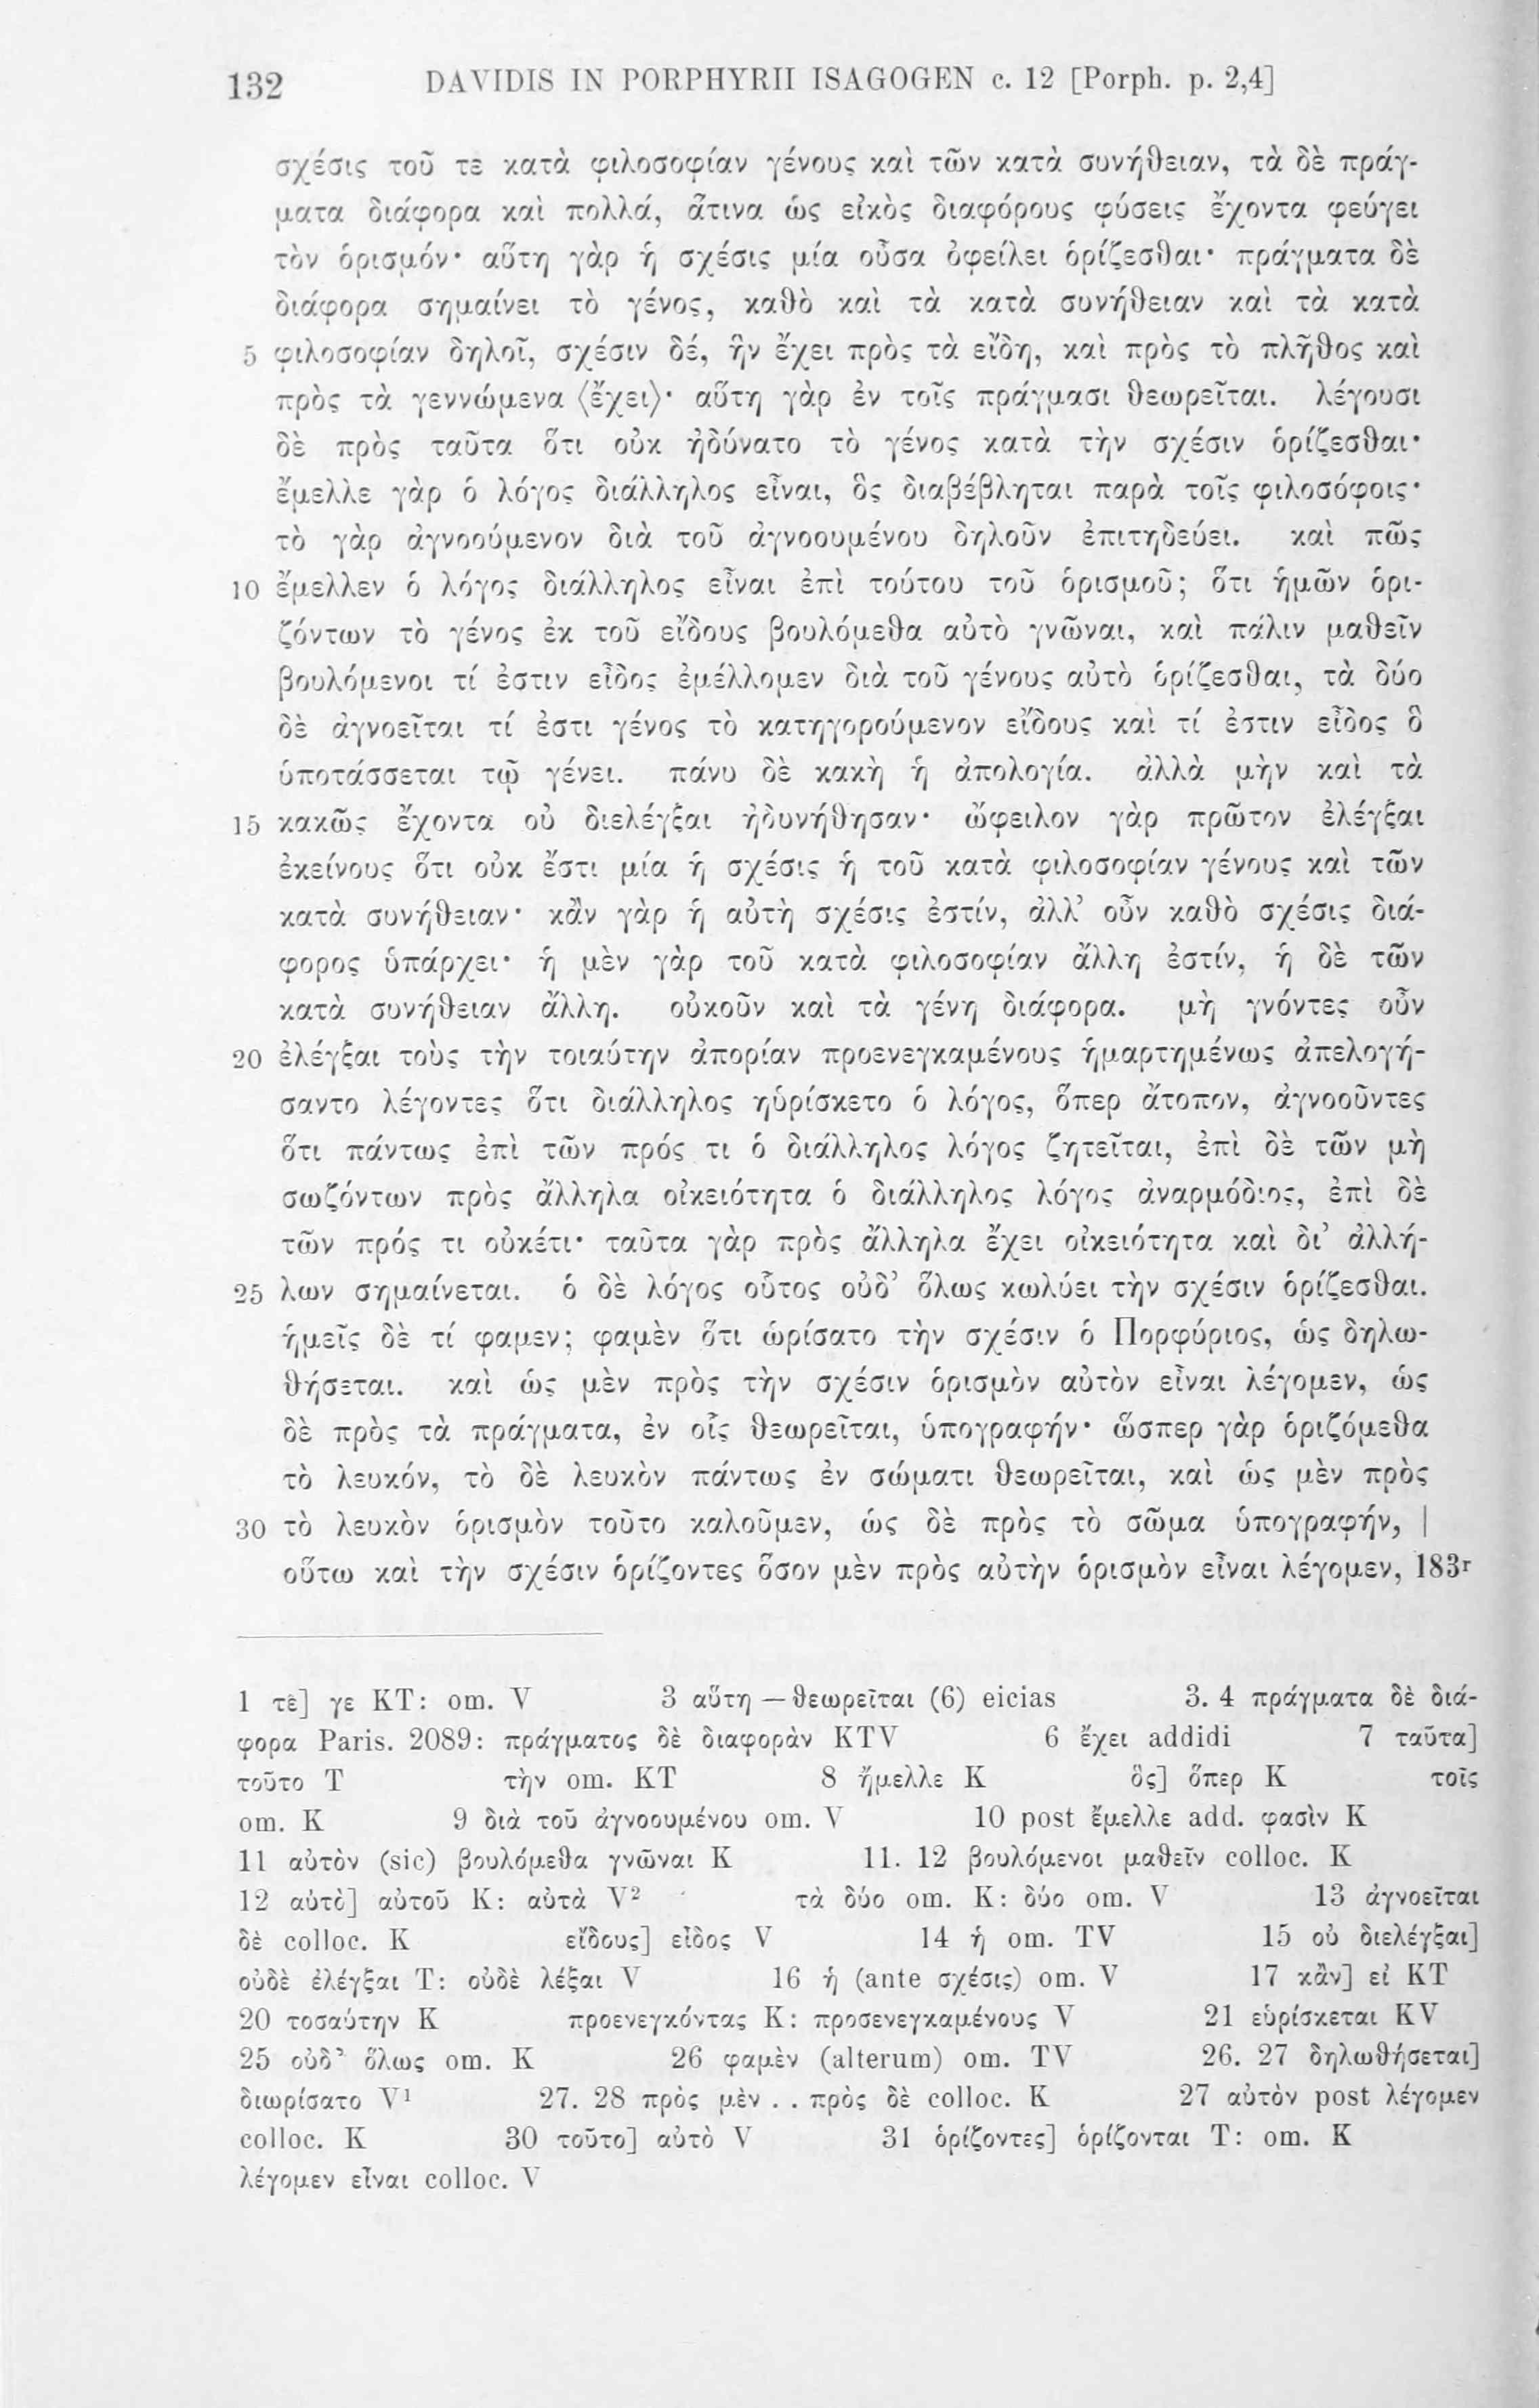 132 DAVIDIS IN PORPHYRII ISAGOGEN c. 12 [Porph. p. 2,4]
σχέσις τοῦ τε κατὰ φιλοσοφίαν γένους καὶ τῶν κατὰ συνήθειαν, τὰ δὲ πράγ-
ματα διάφορα καὶ πολλά, ἅτινα ὡς εἰκὸς διαφόρους φύσεις ἔχοντα φεύγει
τὸν ὁρισμόν· αὕτη γὰρ ἡ σχέσις μία οὖσα ὀφείλει ὁρίζεσθαι· πράγματα δὲ
διάφορα σημαίνει τὸ γένος, καθὸ καὶ τὰ κατὰ συνήθειαν καὶ τὰ κατὰ
5 φιλοσοφίαν δηλοῖ, σχέσιν δέ, ἣν ἔχει πρὸς τὰ εἴδη, καὶ πρὸς τὸ πλῆθος καὶ
πρὸς τὰ γεννώμενα ⟨ἔχει⟩· αὕτη γὰρ ἐν τοῖς πράγμασι θεωρεῖται. λέγουσι
δὲ πρὸς ταῦτα ὅτι οὐκ ἠδύνατο τὸ γένος κατὰ τὴν σχέσιν ὁρίζεσθαι·
ἔμελλε γὰρ ὁ λόγος διάλληλος εἶναι, ὃς διαβέβληται παρὰ τοῖς φιλοσόφοις·
τὸ γὰρ ἀγνοούμενον διὰ τοῦ ἀγνοουμένου δηλοῦν ἐπιτηδεύει. καὶ πῶς
10 ἔμελλεν ὁ λόγος διάλληλος εἶναι ἐπὶ τούτου τοῦ ὁρισμοῦ; ὅτι ἡμῶν ὁρι-
ζόντων τὸ γένος ἐκ τοῦ εἴδους βουλόμεθα αὐτὸ γνῶναι, καὶ πάλιν μαθεῖν
βουλόμενοι τί ἐστιν εἶδος ἐμέλλομεν διὰ τοῦ γένους αὐτὸ ὁρίζεσθαι, τὰ δύο
δὲ ἀγνοεῖται τί ἐστι γένος τὸ κατηγορούμενον εἴδους καὶ τί ἐστιν εἶδος ὃ
ὑποτάσσεται τῷ γένει. πάνυ δὲ κακὴ ἡ ἀπολογία. ἀλλὰ μὴν καὶ τὰ
15 κακῶς ἔχοντα οὐ διελέγξαι ἠδυνήθησαν· ὤφειλον γὰρ πρῶτον ἐλέγξαι
ἐκείνους ὅτι οὐκ ἔστι μία ἡ σχέσις ἡ τοῦ κατὰ φιλοσοφίαν γένους καὶ τῶν
κατὰ συνήθειαν· κἂν γὰρ ἡ αὐτὴ σχέσις ἐστίν, ἀλλ’ οὖν καθὸ σχέσις διά-
φορος ὑπάρχει· ἡ μὲν γὰρ τοῦ κατὰ φιλοσοφίαν ἄλλη ἐστίν, ἡ δὲ τῶν
κατὰ συνήθειαν ἄλλη. οὐκοῦν καὶ τὰ γένη διάφορα. μὴ γνόντες οὖν
20 ἐλέγξαι τοὺς τὴν τοιαύτην ἀπορίαν προενεγκαμένους ἡμαρτημένως ἀπελογή-
σαντο λέγοντες ὅτι διάλληλος ηὑρίσκετο ὁ λόγος, ὅπερ ἄτοπον, ἀγνοοῦντες
ὅτι πάντως ἐπὶ τῶν πρός τι ὁ διάλληλος λόγος ζητεῖται, ἐπὶ δὲ τῶν μὴ
σωζόντων πρὸς ἄλληλα οἰκειότητα ὁ διάλληλος λόγος ἀναρμόδιος, ἐπὶ δὲ
τῶν πρός τι οὐκέτι· ταῦτα γὰρ πρὸς ἄλληλα ἔχει οἰκειότητα καὶ δι’ ἀλλή-
25 λων σημαίνεται. ὁ δὲ λόγος οὗτος οὐδ’ ὅλως κωλύει τὴν σχέσιν ὁρίζεσθαι.
ἡμεῖς δὲ τί φαμεν; φαμὲν ὅτι ὡρίσατο τὴν σχέσιν ὁ Πορφύριος, ὡς δηλω-
θήσεται. καὶ ὡς μὲν πρὸς τὴν σχέσιν ὁρισμὸν αὐτὸν εἶναι λέγομεν, ὡς
δὲ πρὸς τὰ πράγματα, ἐν οἷς θεωρεῖται, ὑπογραφήν· ὥσπερ γὰρ ὁριζόμεθα
τὸ λευκόν, τὸ δὲ λευκὸν πάντως ἐν σώματι θεωρεῖται, καὶ ὡς μὲν πρὸς
30 τὸ λευκὸν ὁρισμὸν τοῦτο καλοῦμεν, ὡς δὲ πρὸς τὸ σῶμα ὑπογραφήν, |
οὕτω καὶ τὴν σχέσιν ὁρίζοντες ὅσον μὲν πρὸς αὐτὴν ὁρισμὸν εἶναι λέγομεν, 183r
1 τὲ] γε KT: om. V 3 αὕτη — θεωρεῖται (6) eicias 3. 4 πράγματα δὲ διά-
φορα Paris. 2089: πράγματος δὲ διαφορὰν KTV 6 ἔχει addidi 7 ταῦτα]
τοῦτο T τὴν om. KT 8 ἤμελλε K ὃς] ὅπερ K τοῖς
om. K 9 διὰ τοῦ ἀγνοουμένου om. V 10 post ἔμελλε add. φασὶν K
11 αὐτὸν (sic) βουλόμεθα γνῶναι K 11. 12 βουλόμενοι μαθεῖν colloc. K
12 αὐτὸ] αὐτοῦ K: αὐτὰ V² τὰ δύο om. K: δύο om. V 13 ἀγνοεῖται
δὲ colloc. K εἴδους] εἶδος V 14 ἡ om. TV 15 οὐ διελέγξαι]
οὐδὲ ἐλέγξαι T: οὐδὲ λέξαι V 16 ἡ (ante σχέσις) om. V 17 κἂν] εἰ KT
20 τοσαύτην K προενεγκόντας K: προσενεγκαμένους V 21 εὑρίσκεται KV
25 οὐδ’ ὅλως om. K 26 φαμὲν (alterum) om. TV 26. 27 δηλωθήσεται]
διωρίσατο V¹ 27. 28 πρὸς μὲν . . πρὸς δὲ colloc. K 27 αὐτὸν post λέγομεν
colloc. K 30 τοῦτο] αὐτὸ V 31 ὁρίζοντες] ὁρίζονται T: om. K
λέγομεν εἶναι colloc. V